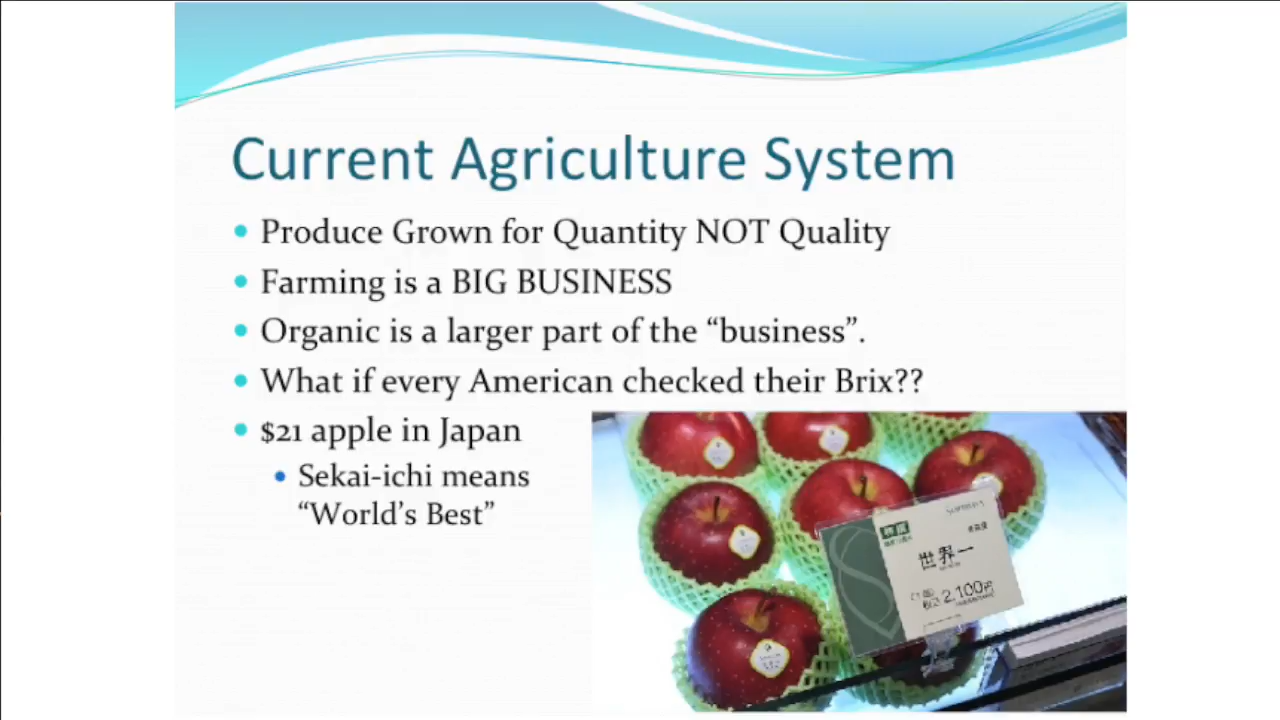 Current Agriculture System
Produce Grown for Quantity NOT Quality
Farming is a BIG BUSINESS
Organic is a larger part of the “business”.
What if every American checked their Brix??
$21 apple in Japan
Sekai-ichi means
“World’s Best”
世界一
2,100円